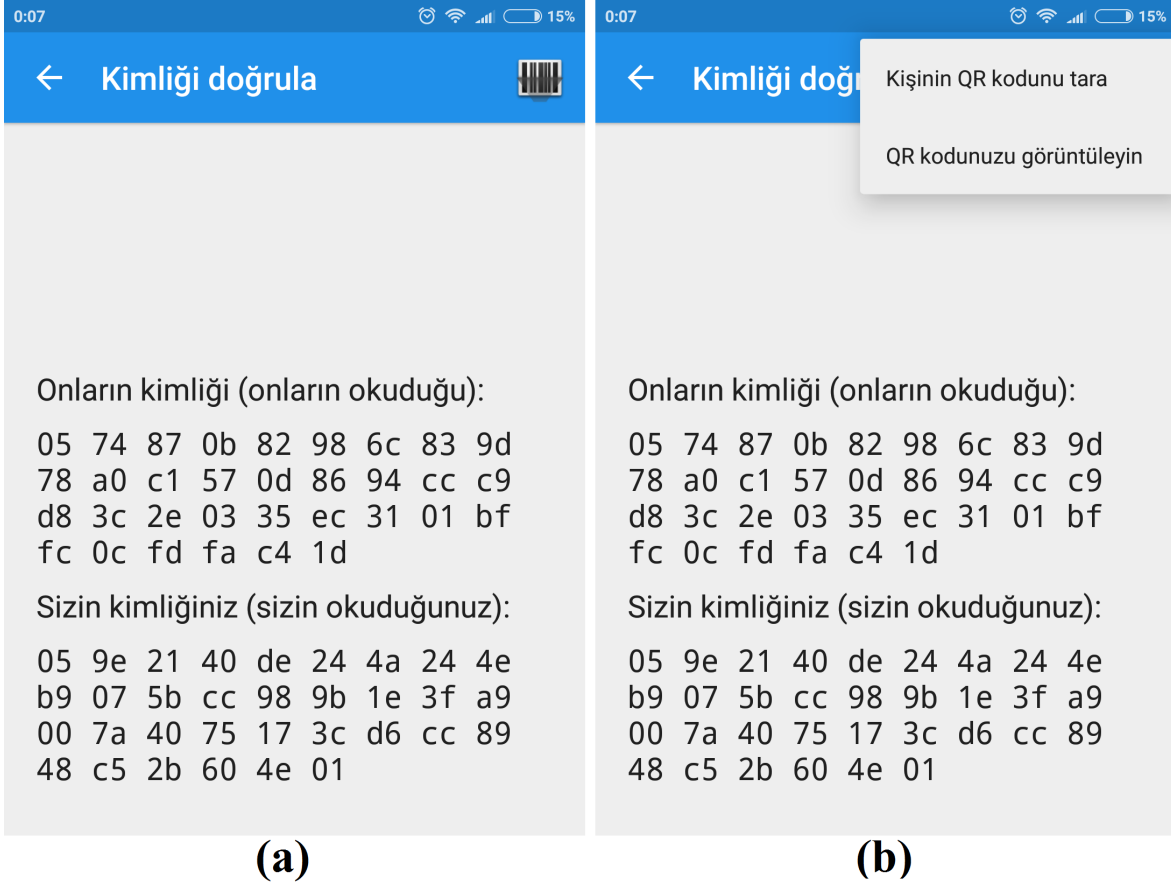 0:07
15%
Kimliği doğrula
Onların kimliği (onların okuduğu):
05 74 87 0b 82 98 6c 83 9d
78 a0 c1 57 0d 86 94 cc c9
d8 3c 2e 03 35 ec 31 01 bf
fc 0c fd fa c4 1d
Sizin kimliğiniz (sizin okuduğunuz):
05 9e 21 40 de 24 4a 24 4e
b9 07 5b cc 98 9b 1e 3f a9
00 7a 40 75 17 3c d6 cc 89
48 c5 2b 60 4e 01
(a)
0:07
15%
Kimliği doğr
Kişinin QR kodunu tara
QR kodunuzu görüntüleyin
Onların kimliği (onların okuduğu):
05 74 87 0b 82 98 6c 83 9d
78 a0 c1 57 0d 86 94 cc c9
d8 3c 2e 03 35 ec 31 01 bf
fc 0c fd fa c4 1d
Sizin kimliğiniz (sizin okuduğunuz):
05 9e 21 40 de 24 4a 24 4e
b9 07 5b cc 98 9b 1e 3f a9
00 7a 40 75 17 3c d6 cc 89
48 c5 2b 60 4e 01
(b)